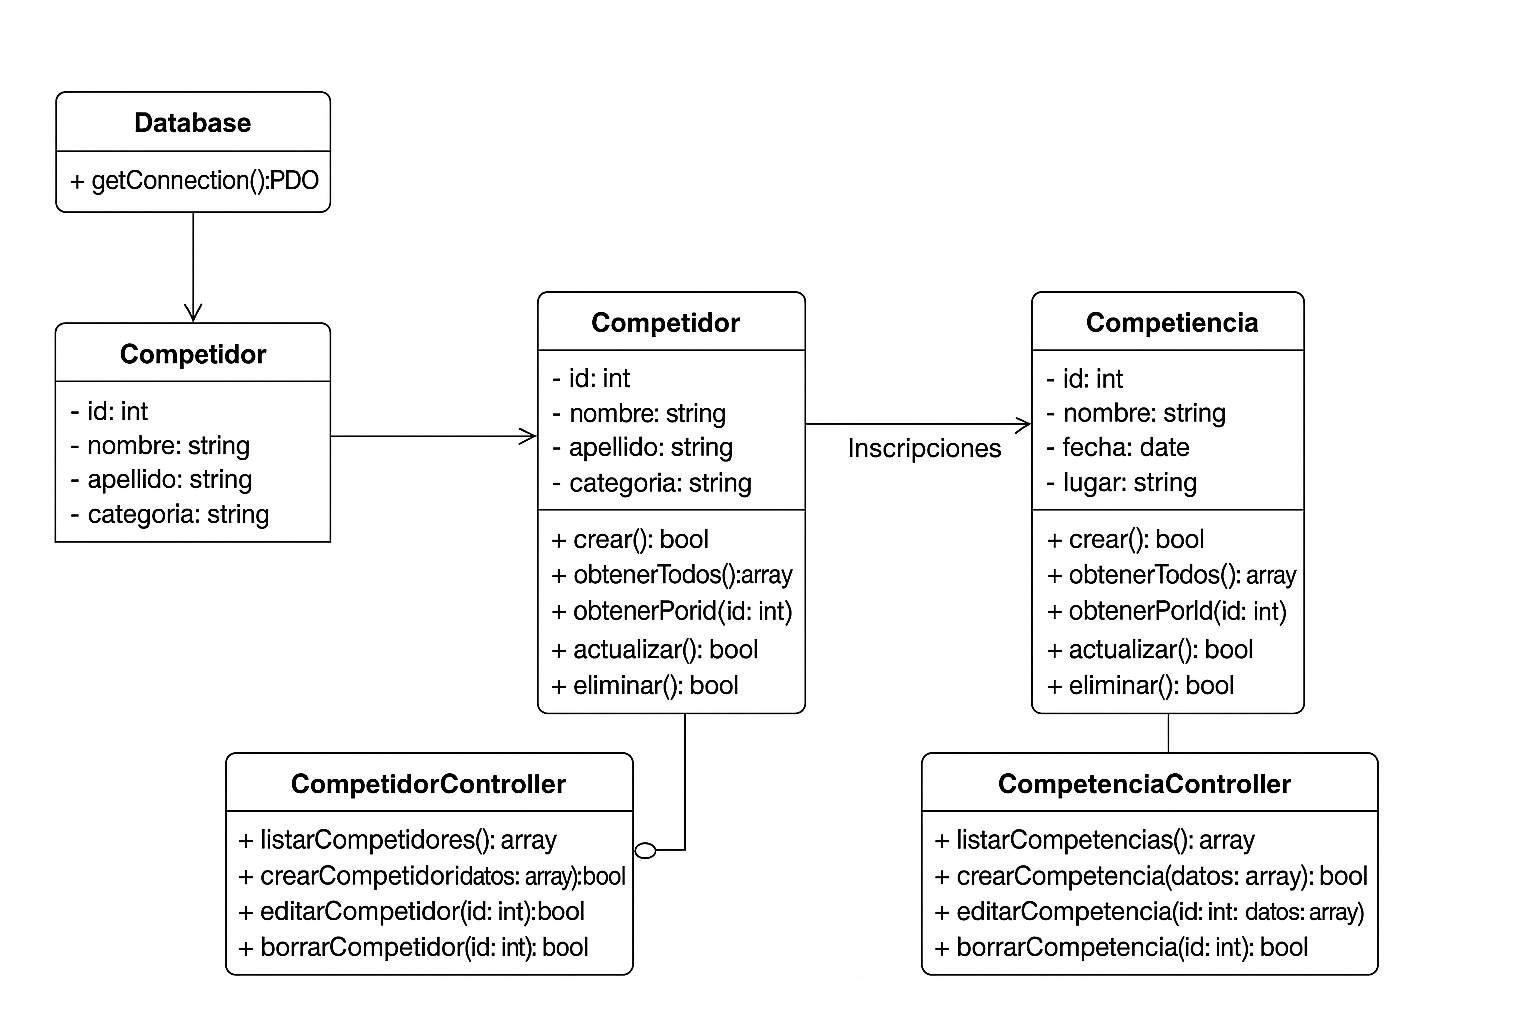 Database
+ getConnection():PDO
Competidor
- id: int
- nombre: string
- apellido: string
- categoria: string
Competidor
- id: int
- nombre: string
- apellido: string
- categoria: string
+ crear(): bool
+ obtenerTodos():array
+ obtenerPorid(id: int)
+ actualizar(): bool
+ eliminar(): bool
Inscripciones
Competiencia
- id: int
- nombre: string
- fecha: date
- lugar: string
+ crear(): bool
+ obtenerTodos(): array
+ obtenerPorId(id: int)
+ actualizar(): bool
+ eliminar(): bool
CompetidorController
+ listarCompetidores(): array
+ crearCompetidoridatos: array):bool
+ editarCompetidor(id: int):bool
+ borrarCompetidor(id: int): bool
CompetenciaController
+ listarCompetencias(): array
+ crearCompetencia(datos: array): bool
+ editarCompetencia(id: int: datos: array)
+ borrarCompetencia(id: int): bool